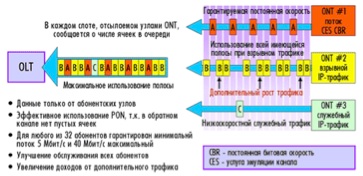 В каждом слоте, отсылаемом узлами ONT,
сообщается о числе ячеек в очереди
OLT
B A B B A C B A B B A B B
Максимальное использование полосы
Гарантированная постоянная скорость
A A A A
ONT #1
поток
CES CBR
Использование всей имеющейся
полосы при взрывном трафике
B B B B B B B B
ONT #2
взрывной
IP-трафик
Дополнительный рост трафика
C
Низкоскоростной служебный трафик
ONT #3
служебный
IP-трафик
• Данные только от абонентских узлов
• Эффективное использование PON, т.к. в обратном
канале нет пустых ячеек
• Для любого из 32 абонентов гарантирован минимальный
поток 5 Мбит/с и 40 Мбит/с максимальный
• Улучшение обслуживания всех абонентов
• Увеличение доходов от дополнительного трафика
CBR - постоянная битовая скорость
CES - услуга эмуляции канала